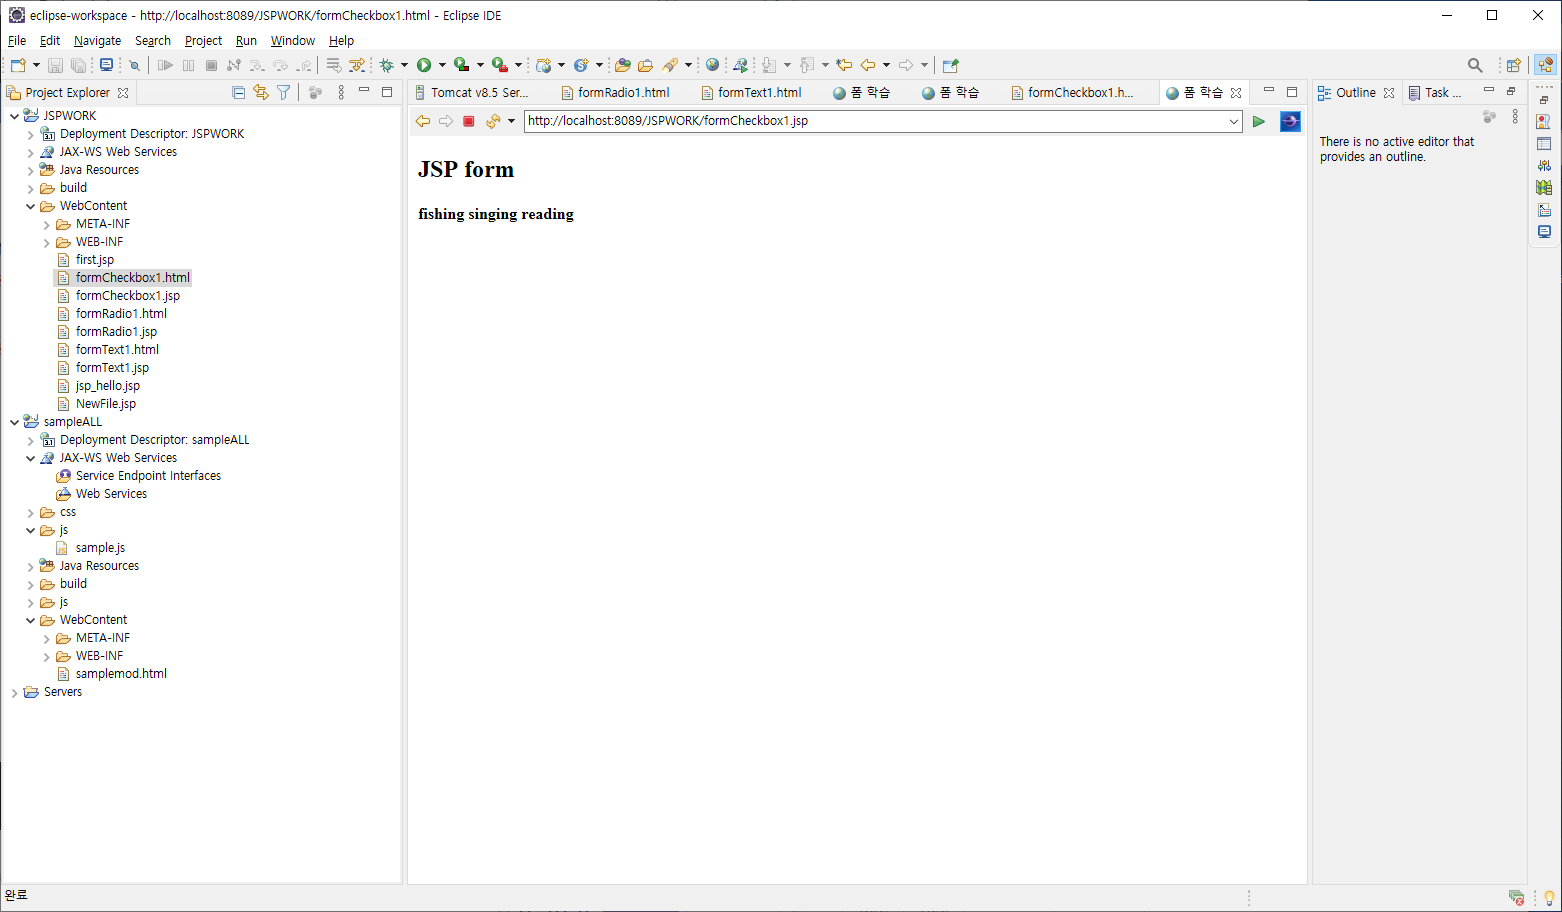 eclipse-workspace - http://localhost:8089/JSPWORK/formCheckbox1.html - Eclipse IDE
File Edit Navigate Search Project Run Window Help
Project Explorer
Tomcat v8.5 Ser...
formRadio1.html
formText1.html
폼 학습
폼 학습
formCheckbox1.h...
폼 학습
Outline
Task ...
http://localhost:8089/JSPWORK/formCheckbox1.jsp
JSP form
fishing singing reading
There is no active editor that
provides an outline.
JSPWORK
Deployment Descriptor: JSPWORK
JAX-WS Web Services
Java Resources
build
WebContent
META-INF
WEB-INF
first.jsp
formCheckbox1.html
formCheckbox1.jsp
formRadio1.html
formRadio1.jsp
formText1.html
formText1.jsp
jsp_hello.jsp
NewFile.jsp
sampleALL
Deployment Descriptor: sampleALL
JAX-WS Web Services
Service Endpoint Interfaces
Web Services
css
js
sample.js
Java Resources
build
js
WebContent
META-INF
WEB-INF
samplemod.html
Servers
완료